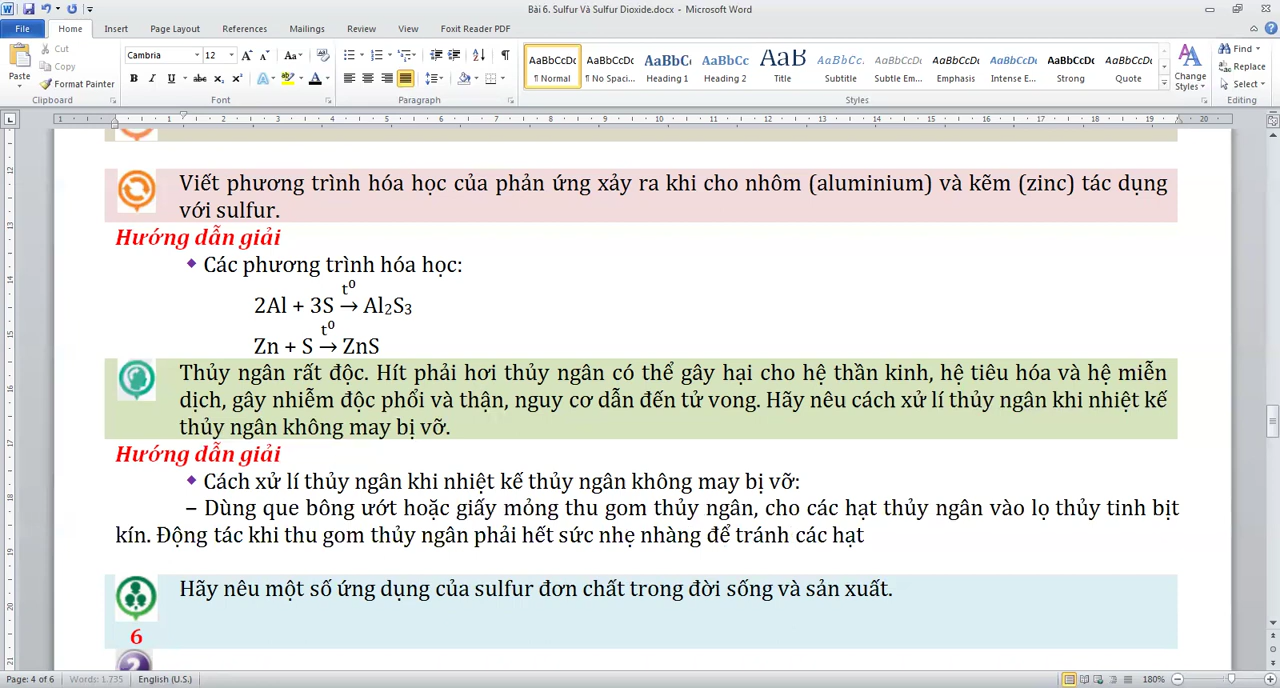 Bài 6. Sulfur Và Sulfur Dioxide.docx - Microsoft Word
File Home Insert Page Layout References Mailings Review View Foxit Reader PDF
Cut
Copy
Format Painter
Paste
Clipboard
Cambria 12
Font
Paragraph
AaBbCcDc AaBbCcDc AaBbC AaBbCc AaB AaBbCc. AaBbCcDc AaBbCcDc AaBbCcDc AaBbCcDc AaBbCcDc
¶ Normal ¶ No Spaci... Heading 1 Heading 2 Title Subtitle Subtle Em... Emphasis Intense E... Strong Quote
Styles
Change Styles
Find
Replace
Select
Editing
Viết phương trình hóa học của phản ứng xảy ra khi cho nhôm (aluminium) và kẽm (zinc) tác dụng
với sulfur.
Hướng dẫn giải
Các phương trình hóa học:
2Al + 3S t⁰→ Al₂S₃
Zn + S t⁰→ ZnS
Thủy ngân rất độc. Hít phải hơi thủy ngân có thể gây hại cho hệ thần kinh, hệ tiêu hóa và hệ miễn
dịch, gây nhiễm độc phổi và thận, nguy cơ dẫn đến tử vong. Hãy nêu cách xử lí thủy ngân khi nhiệt kế
thủy ngân không may bị vỡ.
Hướng dẫn giải
Cách xử lí thủy ngân khi nhiệt kế thủy ngân không may bị vỡ:
– Dùng que bông ướt hoặc giấy mỏng thu gom thủy ngân, cho các hạt thủy ngân vào lọ thủy tinh bịt
kín. Động tác khi thu gom thủy ngân phải hết sức nhẹ nhàng để tránh các hạt
Hãy nêu một số ứng dụng của sulfur đơn chất trong đời sống và sản xuất.
6
Page: 4 of 6 Words: 1.735 English (U.S.) 180%